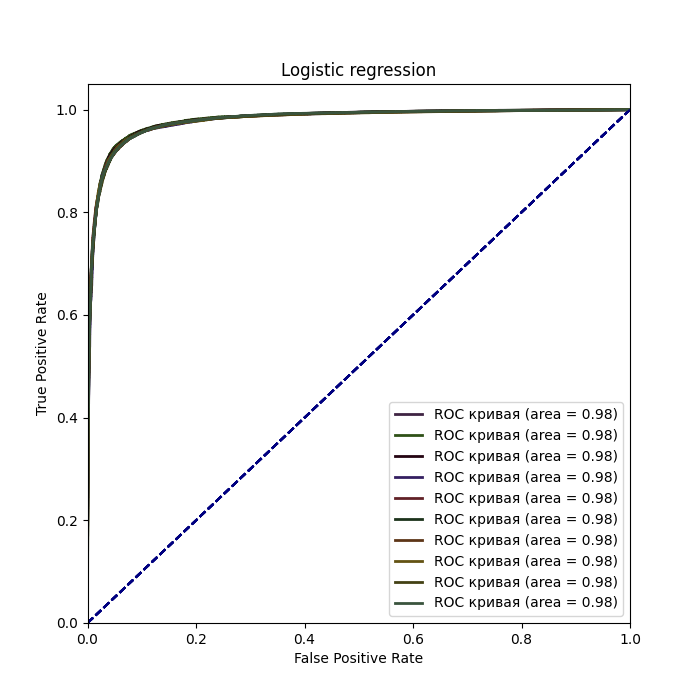 Logistic regression
True Positive Rate
1.0
0.8
0.6
0.4
0.2
0.0
ROC кривая (area = 0.98)
ROC кривая (area = 0.98)
ROC кривая (area = 0.98)
ROC кривая (area = 0.98)
ROC кривая (area = 0.98)
ROC кривая (area = 0.98)
ROC кривая (area = 0.98)
ROC кривая (area = 0.98)
ROC кривая (area = 0.98)
ROC кривая (area = 0.98)
0.0 0.2 0.4 0.6 0.8 1.0
False Positive Rate